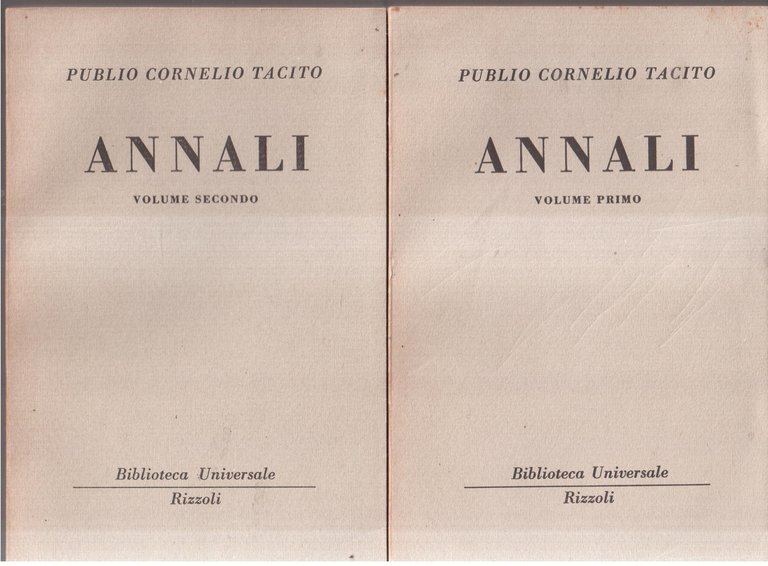 PUBLIO CORNELIO TACITO
ANNALI
VOLUME SECONDO
Biblioteca Universale
Rizzoli
PUBLIO CORNELIO TACITO
ANNALI
VOLUME PRIMO
Biblioteca Universale
Rizzoli